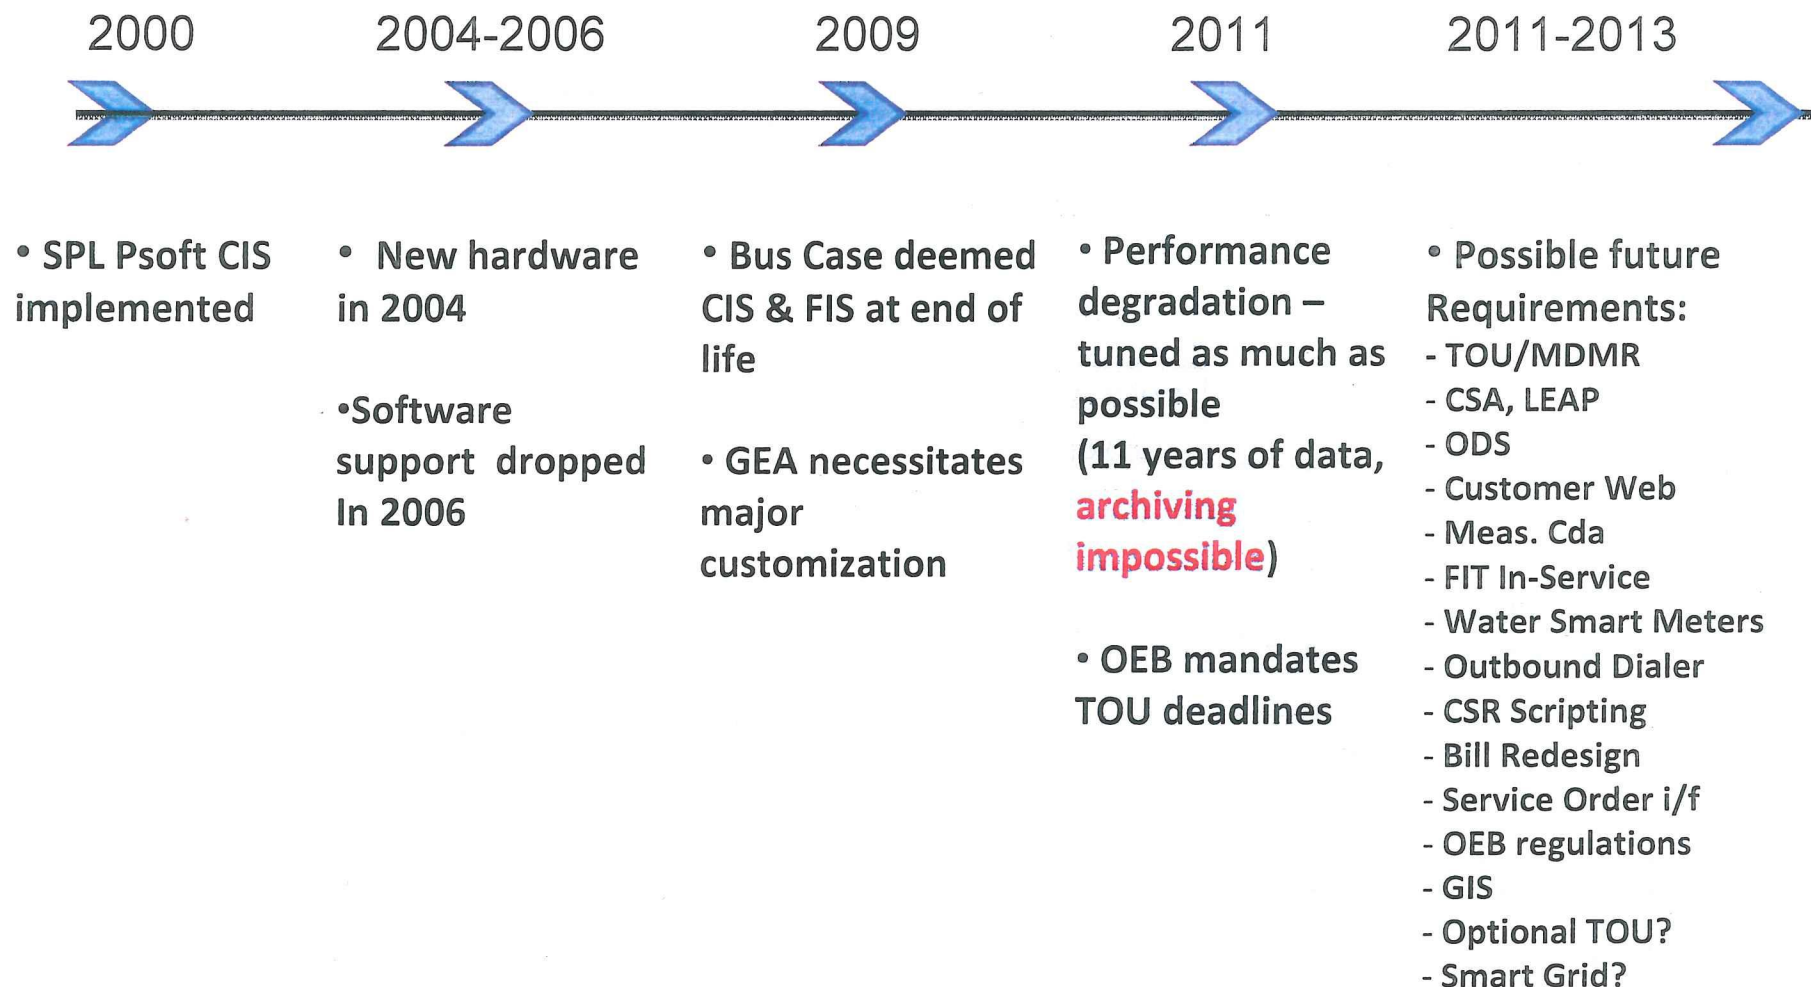 2000
2004-2006
2009
2011
2011-2013
• SPL Psoft CIS
implemented
• New hardware
in 2004
•Software
support dropped
In 2006
• Bus Case deemed
CIS & FIS at end of
life
• GEA necessitates
major
customization
• Performance
degradation –
tuned as much as
possible
(11 years of data,
archiving
impossible)
• OEB mandates
TOU deadlines
• Possible future
Requirements:
- TOU/MDMR
- CSA, LEAP
- ODS
- Customer Web
- Meas. Cda
- FIT In-Service
- Water Smart Meters
- Outbound Dialer
- CSR Scripting
- Bill Redesign
- Service Order i/f
- OEB regulations
- GIS
- Optional TOU?
- Smart Grid?